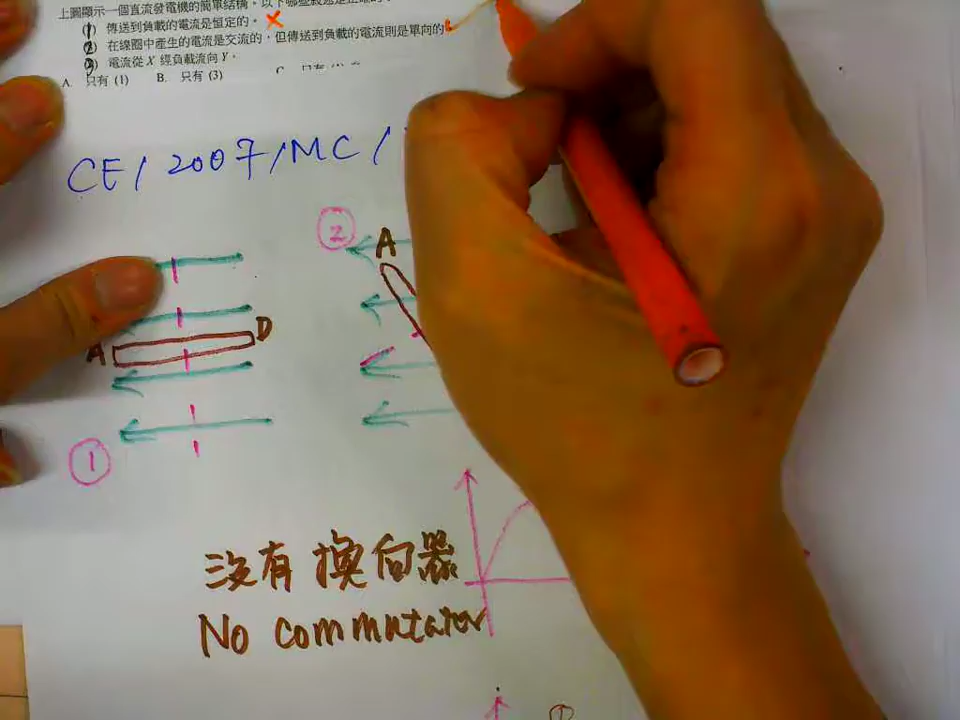 上圖顯示一個直流發電機的簡單結構。以下哪些敘述是正確的
(1) 傳送到負載的電流是恒定的。 ×
(2) 在線圈中產生的電流是交流的，但傳送到負載的電流則是單向的
(3) 電流從 X 經負載流向 Y。
A. 只有 (1) B. 只有 (3) C. 只有
CE/2007/MC/
②
A
A D
①
沒有換向器
No commutator